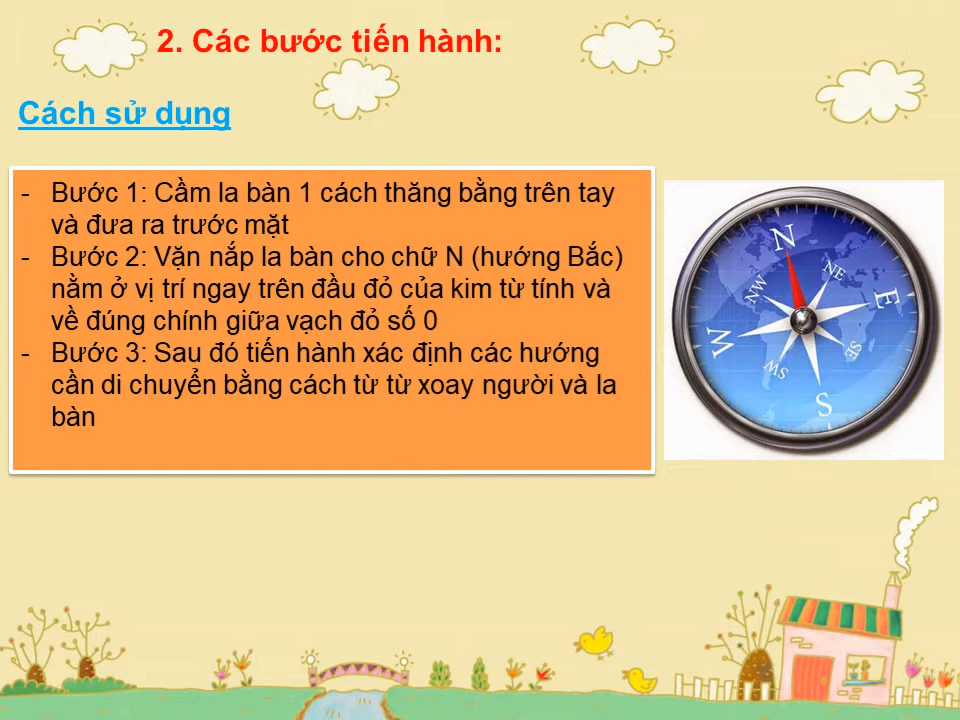 2. Các bước tiến hành:
Cách sử dụng
- Bước 1: Cầm la bàn 1 cách thăng bằng trên tay
và đưa ra trước mặt
- Bước 2: Vặn nắp la bàn cho chữ N (hướng Bắc)
nằm ở vị trí ngay trên đầu đỏ của kim từ tính và
về đúng chính giữa vạch đỏ số 0
- Bước 3: Sau đó tiến hành xác định các hướng
cần di chuyển bằng cách từ từ xoay người và la
bàn
N
NE
E
SE
S
SW
W
NW